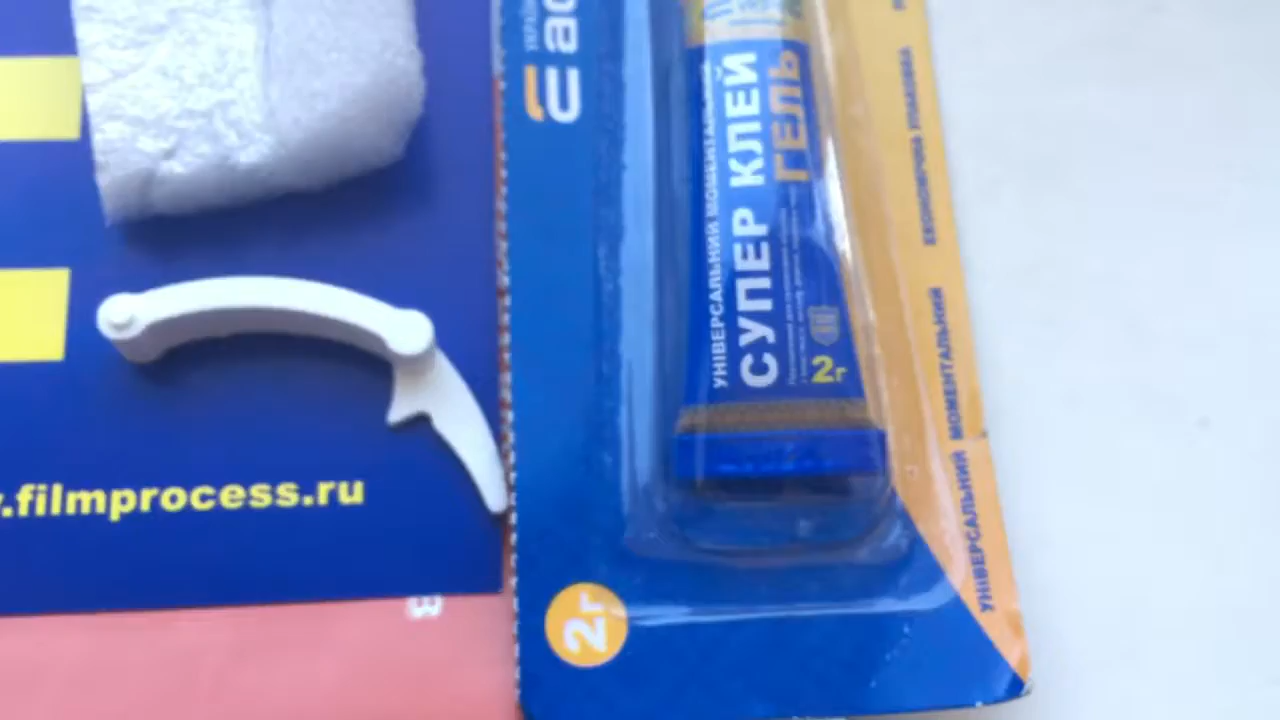 .filmprocess.ru
УНІВЕРСАЛЬНИЙ МОМЕНТАЛЬНИЙ
СУПЕР КЛЕЙ
ГЕЛЬ
2г
2г
УНІВЕРСАЛЬНИЙ МОМЕНТАЛЬНИЙ
ЕКОНОМІЧНА УПАКОВКА
В